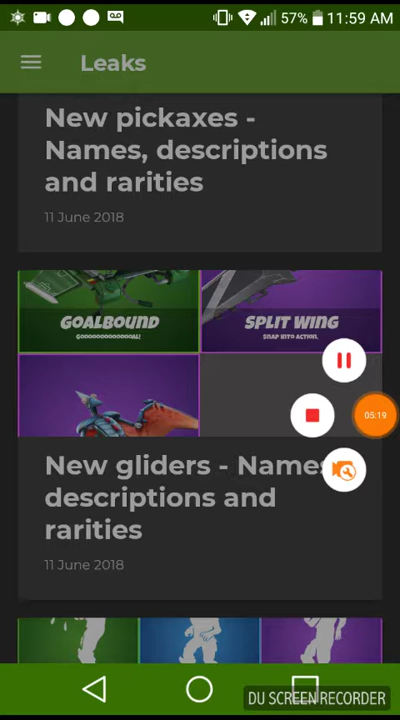 57% 11:59 AM
Leaks
New pickaxes -
Names, descriptions
and rarities
11 June 2018
GOALBOUND
GOOOOOOOOOOOAL!
SPLIT WING
SNAP INTO ACTION.
05:19
New gliders - Names
descriptions and
rarities
11 June 2018
DU SCREEN RECORDER